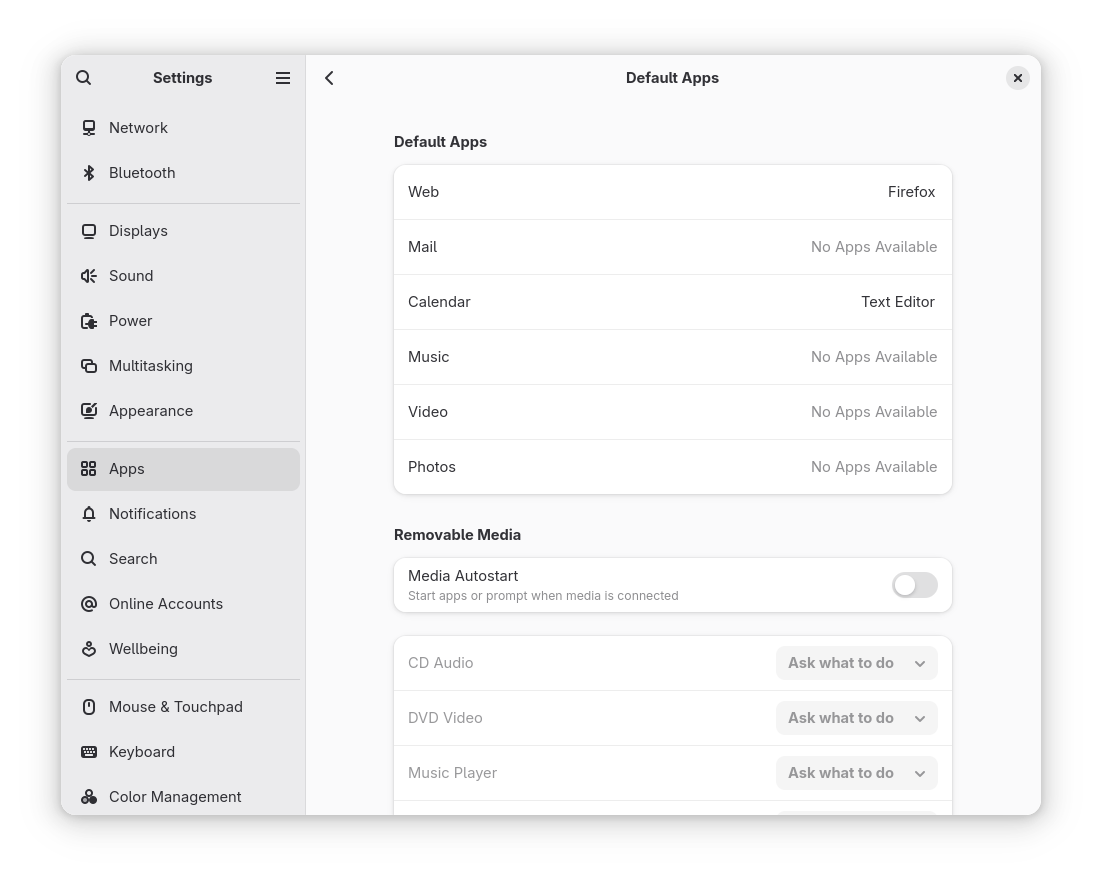 Settings
Network
Bluetooth
Displays
Sound
Power
Multitasking
Appearance
Apps
Notifications
Search
Online Accounts
Wellbeing
Mouse & Touchpad
Keyboard
Color Management
Default Apps
Default Apps
Web Firefox
Mail No Apps Available
Calendar Text Editor
Music No Apps Available
Video No Apps Available
Photos No Apps Available
Removable Media
Media Autostart
Start apps or prompt when media is connected
CD Audio Ask what to do
DVD Video Ask what to do
Music Player Ask what to do